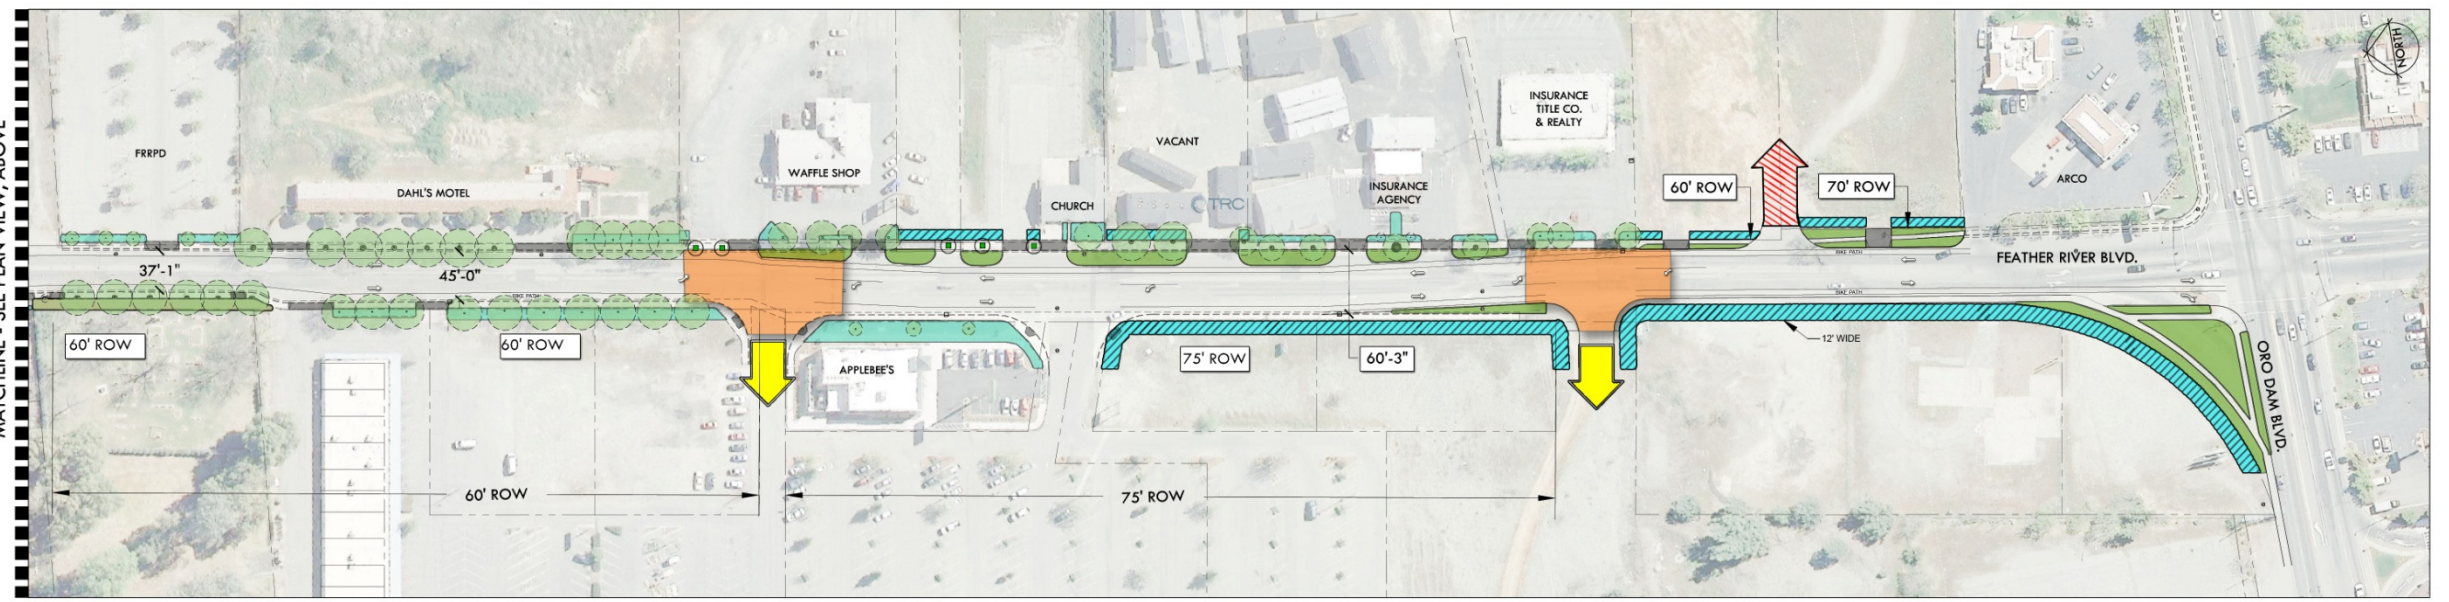 MATCHLINE - SEE PLAN VIEW, ABOVE
NORTH
FRRPD
DAHL'S MOTEL
WAFFLE SHOP
CHURCH
VACANT
TRC
INSURANCE
AGENCY
INSURANCE
TITLE CO.
& REALTY
60' ROW
70' ROW
ARCO
FEATHER RIVER BLVD.
BIKE PATH
37'-1"
45'-0"
BIKE PATH
BIKE PATH
60' ROW
60' ROW
APPLEBEE'S
75' ROW
60'-3"
12' WIDE
ORO DAM BLVD.
60' ROW
75' ROW